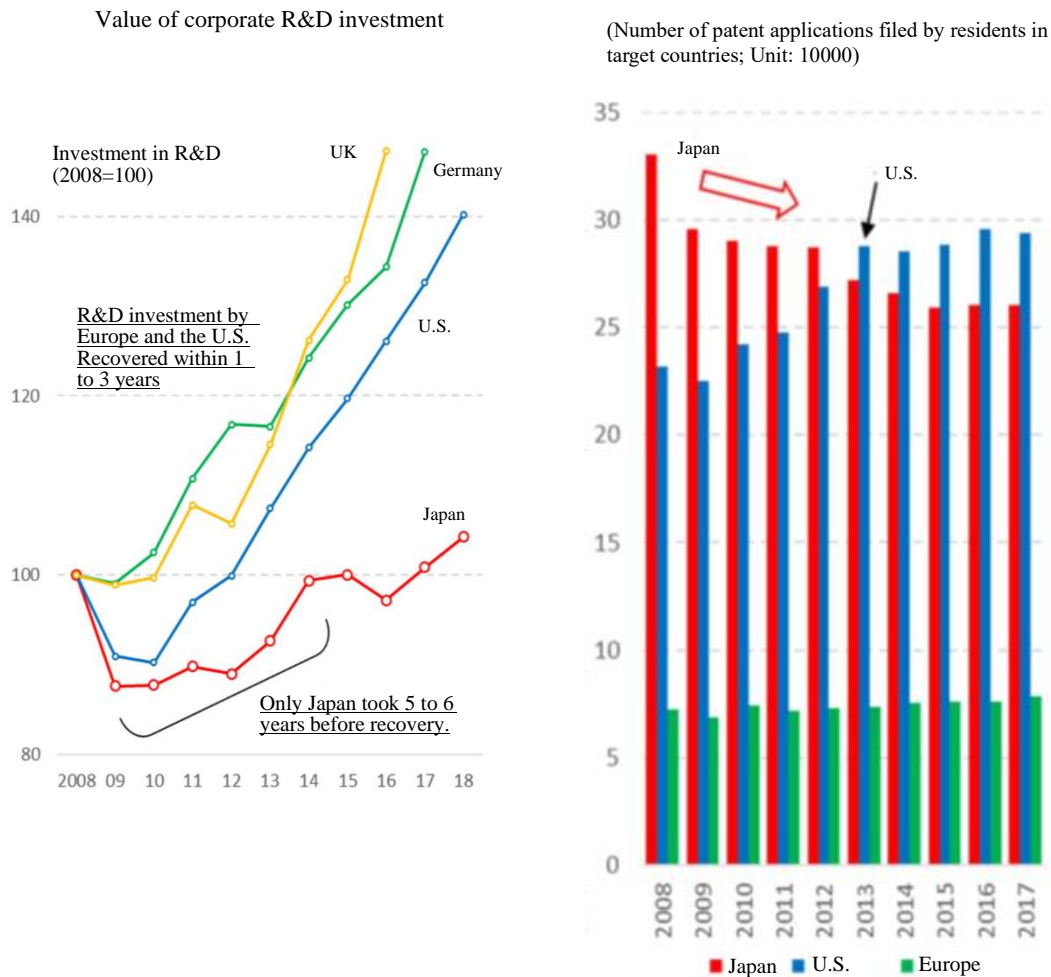 Value of corporate R&D investment
Investment in R&D
(2008=100)
UK
Germany
140
R&D investment by
Europe and the U.S.
Recovered within 1
to 3 years
U.S.
120
Japan
100
Only Japan took 5 to 6
years before recovery.
80
2008 09 10 11 12 13 14 15 16 17 18
(Number of patent applications filed by residents in
target countries; Unit: 10000)
35
Japan
U.S.
30
25
20
15
10
5
0
2008 2009 2010 2011 2012 2013 2014 2015 2016 2017
Japan U.S. Europe